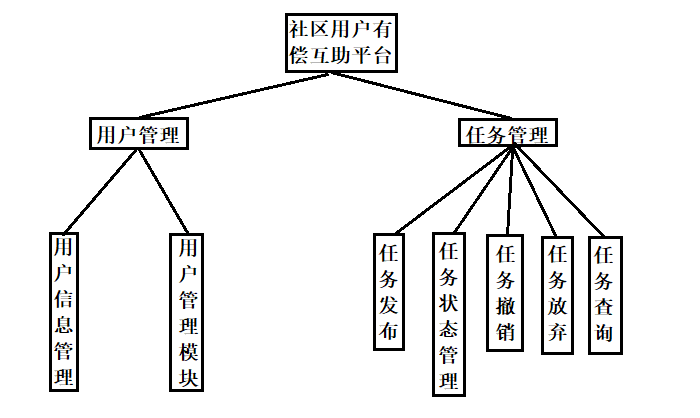 社区用户有
偿互助平台
用户管理
任务管理
用户信息管理
用户管理模块
任务发布
任务状态管理
任务撤销
任务放弃
任务查询